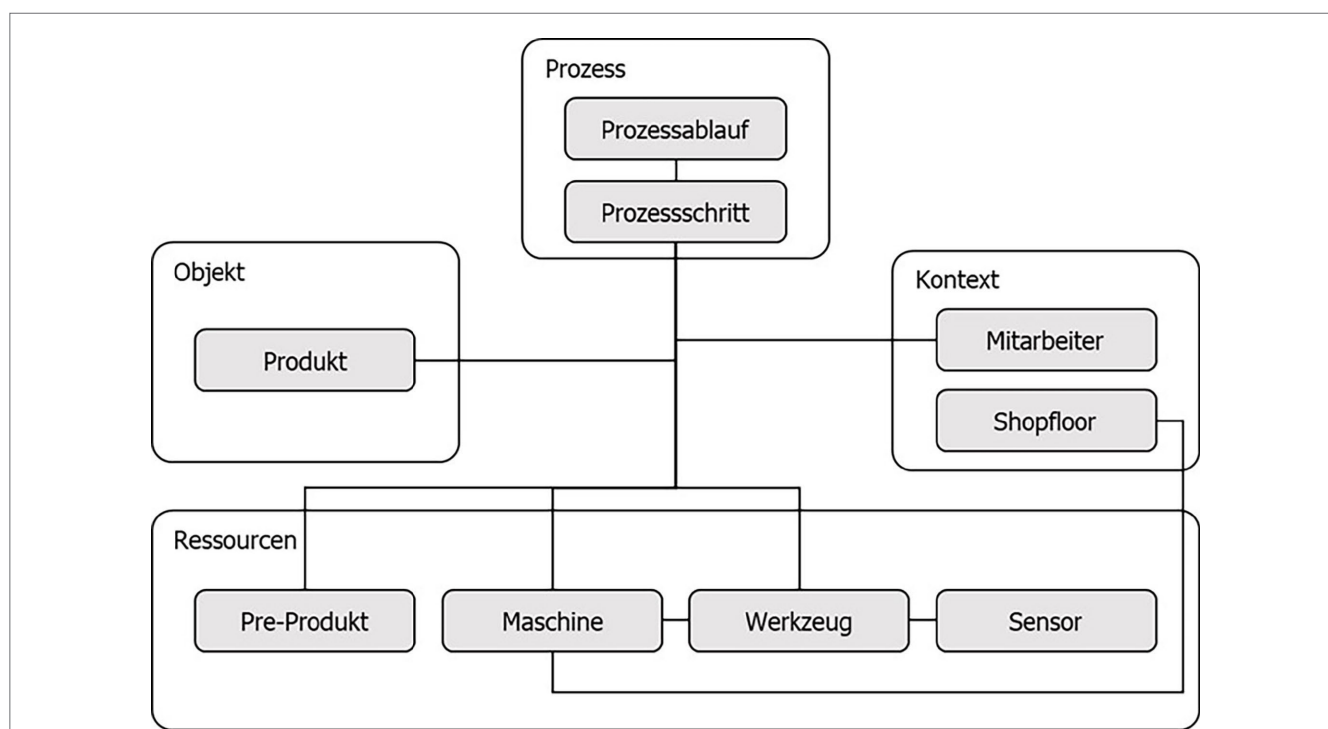 Prozess
Prozessablauf
Prozessschritt
Objekt
Produkt
Kontext
Mitarbeiter
Shopfloor
Ressourcen
Pre-Produkt
Maschine
Werkzeug
Sensor